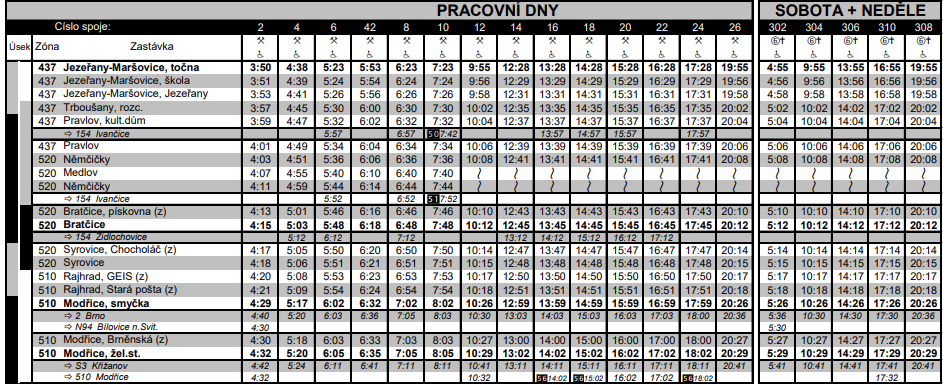 PRACOVNÍ DNY SOBOTA + NEDĚLE
Číslo spoje: 2 4 6 42 8 10 12 14 16 18 20 22 24 26 302 304 306 310 308
Úsek Zóna Zastávka
437 Jezeřany-Maršovice, točna 3:50 4:38 5:23 5:53 6:23 7:23 9:55 12:28 13:28 14:28 15:28 16:28 17:28 19:55 4:55 9:55 13:55 16:55 19:55
437 Jezeřany-Maršovice, škola 3:51 4:39 5:24 5:54 6:24 7:24 9:56 12:29 13:29 14:29 15:29 16:29 17:29 19:56 4:56 9:56 13:56 16:56 19:56
437 Jezeřany-Maršovice, Jezeřany 3:53 4:41 5:26 5:56 6:26 7:26 9:58 12:31 13:31 14:31 15:31 16:31 17:31 19:58 4:58 9:58 13:58 16:58 19:58
437 Trboušany, rozc. 3:57 4:45 5:30 6:00 6:30 7:30 10:02 12:35 13:35 14:35 15:35 16:35 17:35 20:02 5:02 10:02 14:02 17:02 20:02
437 Pravlov, kult.dům 3:59 4:47 5:32 6:02 6:32 7:32 10:04 12:37 13:37 14:37 15:37 16:37 17:37 20:04 5:04 10:04 14:04 17:04 20:04
⇨ 154 Ivančice 5:57 6:57 50 7:42 13:57 14:57 15:57 17:57
437 Pravlov 4:01 4:49 5:34 6:04 6:34 7:34 10:06 12:39 13:39 14:39 15:39 16:39 17:39 20:06 5:06 10:06 14:06 17:06 20:06
520 Němčičky 4:03 4:51 5:36 6:06 6:36 7:36 10:08 12:41 13:41 14:41 15:41 16:41 17:41 20:08 5:08 10:08 14:08 17:08 20:08
520 Medlov 4:07 4:55 5:40 6:10 6:40 7:40
520 Němčičky 4:11 4:59 5:44 6:14 6:44 7:44
⇨ 154 Ivančice 5:52 6:52 51 7:52
520 Bratčice, pískovna (z) 4:13 5:01 5:46 6:16 6:46 7:46 10:10 12:43 13:43 14:43 15:43 16:43 17:43 20:10 5:10 10:10 14:10 17:10 20:10
520 Bratčice 4:15 5:03 5:48 6:18 6:48 7:48 10:12 12:45 13:45 14:45 15:45 16:45 17:45 20:12 5:12 10:12 14:12 17:12 20:12
⇨ 154 Židlochovice 5:12 6:12 7:12 13:12 14:12 15:12 16:12 17:12
520 Syrovice, Chocholáč (z) 4:17 5:05 5:50 6:20 6:50 7:50 10:14 12:47 13:47 14:47 15:47 16:47 17:47 20:14 5:14 10:14 14:14 17:14 20:14
520 Syrovice 4:18 5:06 5:51 6:21 6:51 7:51 10:15 12:48 13:48 14:48 15:48 16:48 17:48 20:15 5:15 10:15 14:15 17:15 20:15
510 Rajhrad, GEIS (z) 4:20 5:08 5:53 6:23 6:53 7:53 10:17 12:50 13:50 14:50 15:50 16:50 17:50 20:17 5:17 10:17 14:17 17:17 20:17
510 Rajhrad, Stará pošta (z) 4:21 5:09 5:54 6:24 6:54 7:54 10:18 12:51 13:51 14:51 15:51 16:51 17:51 20:18 5:18 10:18 14:18 17:18 20:18
510 Modřice, smyčka 4:29 5:17 6:02 6:32 7:02 8:02 10:26 12:59 13:59 14:59 15:59 16:59 17:59 20:26 5:26 10:26 14:26 17:26 20:26
⇨ 2 Brno 4:40 5:20 6:03 6:34 7:03 8:03 10:30 13:03 14:03 15:03 16:03 17:03 18:00 20:36 5:36 10:30 14:30 17:30 20:36
⇨ N94 Bílovice n.Svit. 4:30 5:30
510 Modřice, Brněnská (z) 4:30 5:18 6:03 6:33 7:03 8:03 10:27 13:00 14:00 15:00 16:00 17:00 18:00 20:27 5:27 10:27 14:27 17:27 20:27
510 Modřice, žel.st. 4:32 5:20 6:05 6:35 7:05 8:05 10:29 13:02 14:02 15:02 16:02 17:02 18:02 20:29 5:29 10:29 14:29 17:29 20:29
⇨ S3 Křižanov 4:42 5:24 6:11 6:41 7:11 8:11 10:41 13:11 14:11 15:11 16:11 17:11 18:11 20:41 5:41 10:41 14:41 17:41 20:41
⇨ 510 Modřice 4:32 10:32 56 14:02 56 15:02 16:02 17:02 56 18:02 17:32